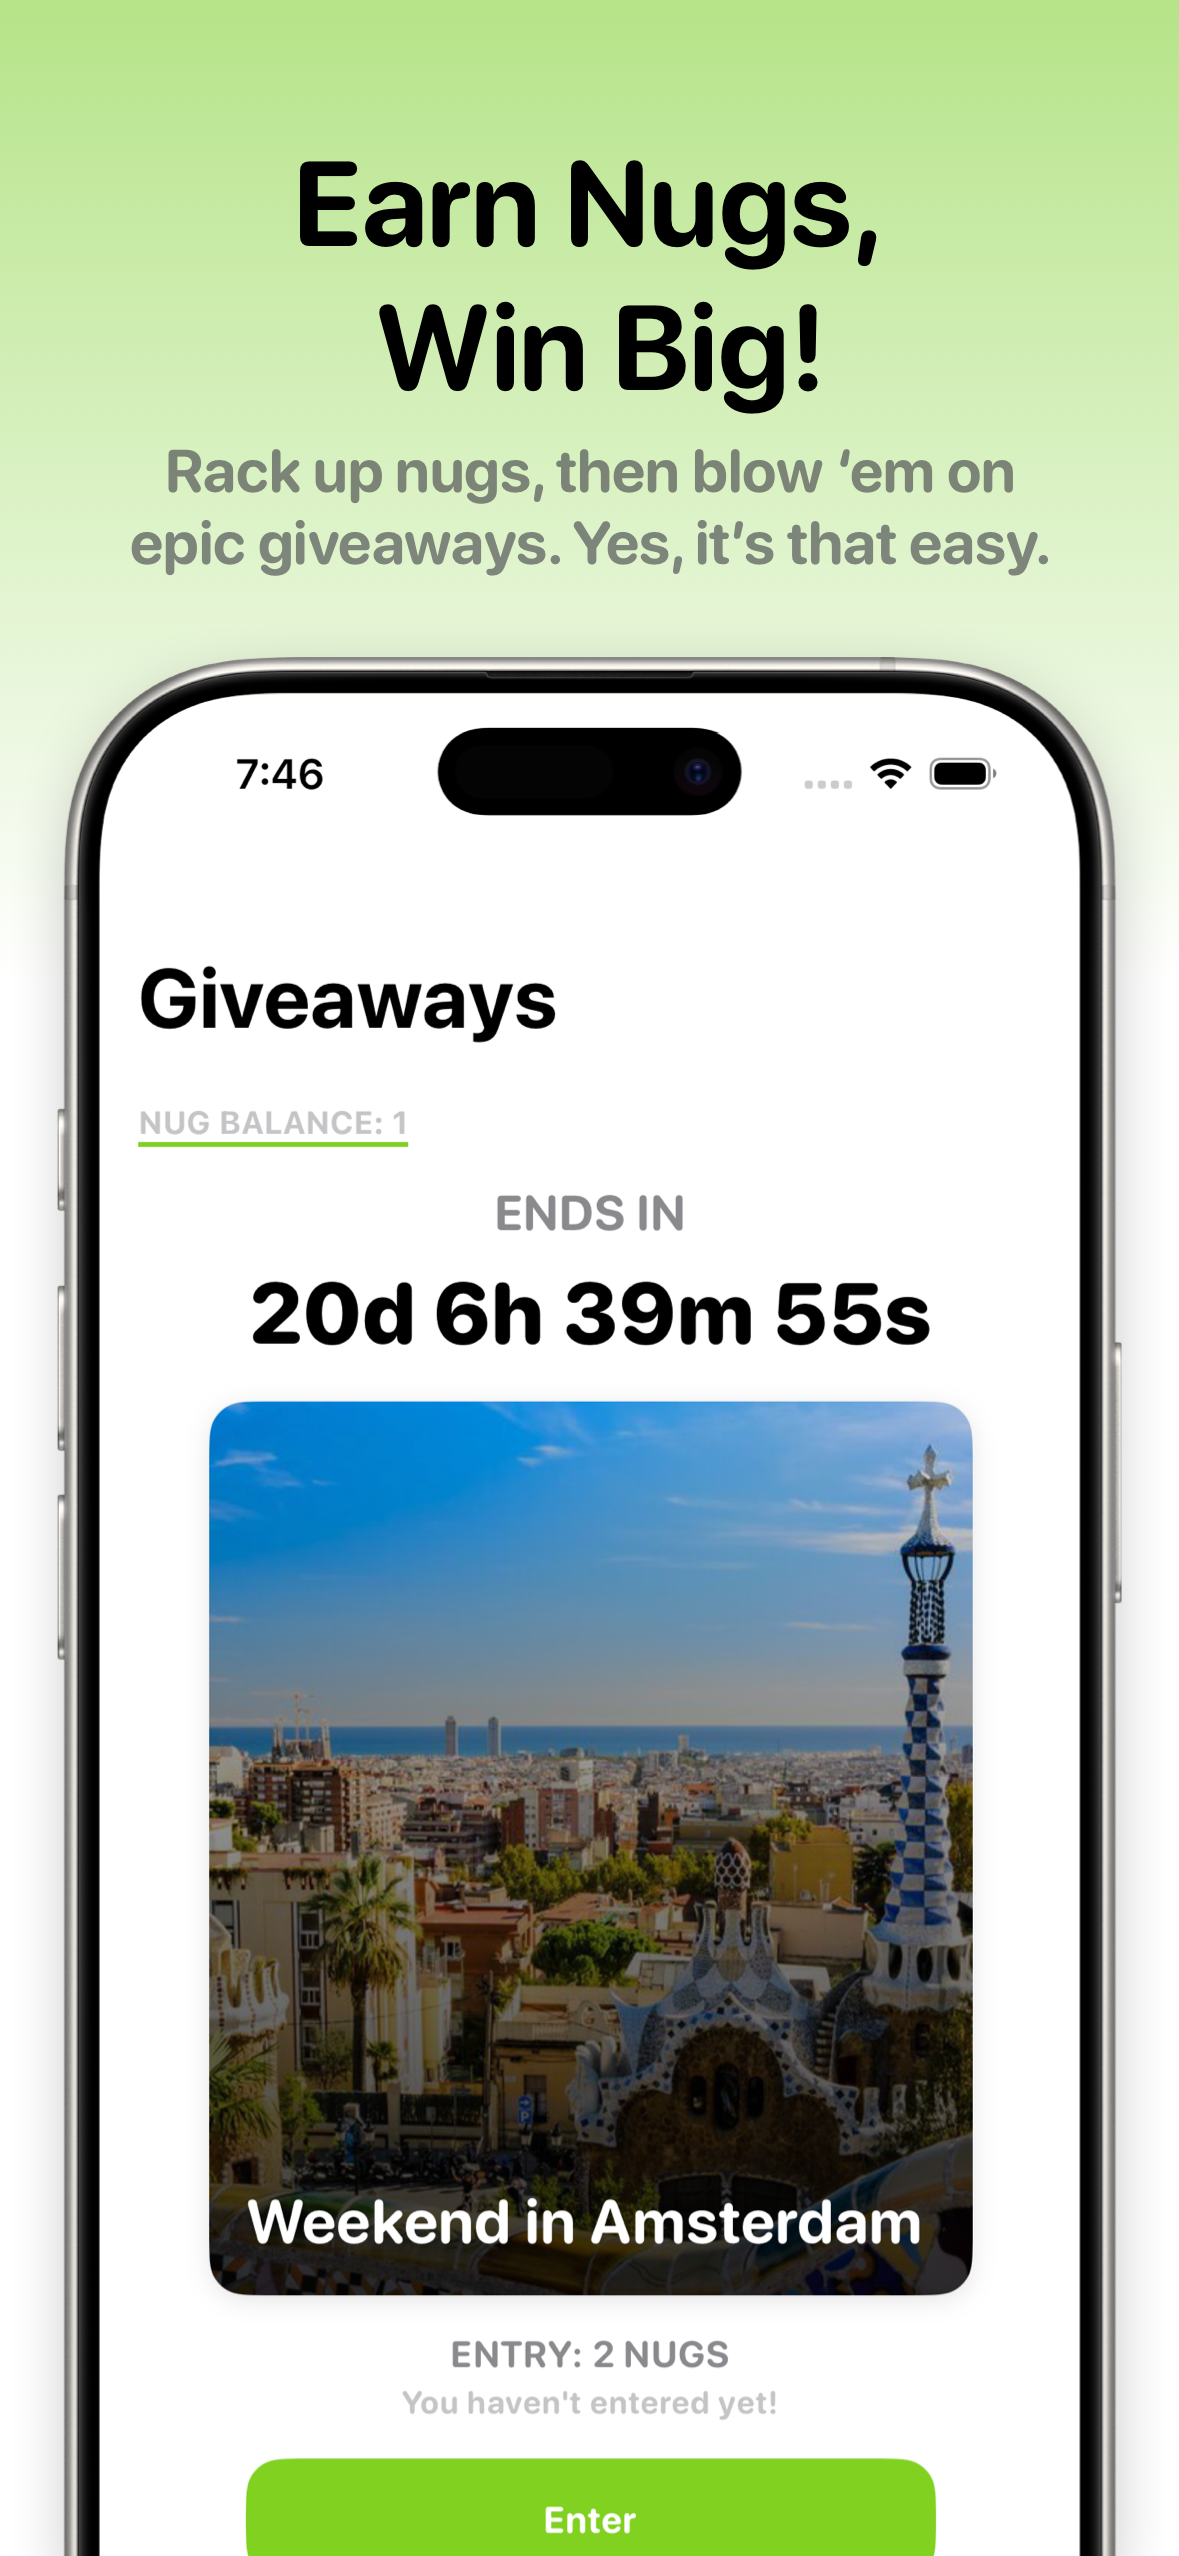 Earn Nugs,
Win Big!
Rack up nugs, then blow ‘em on
epic giveaways. Yes, it’s that easy.
7:46
Giveaways
NUG BALANCE: 1
ENDS IN
20d 6h 39m 55s
Weekend in Amsterdam
ENTRY: 2 NUGS
You haven't entered yet!
Enter